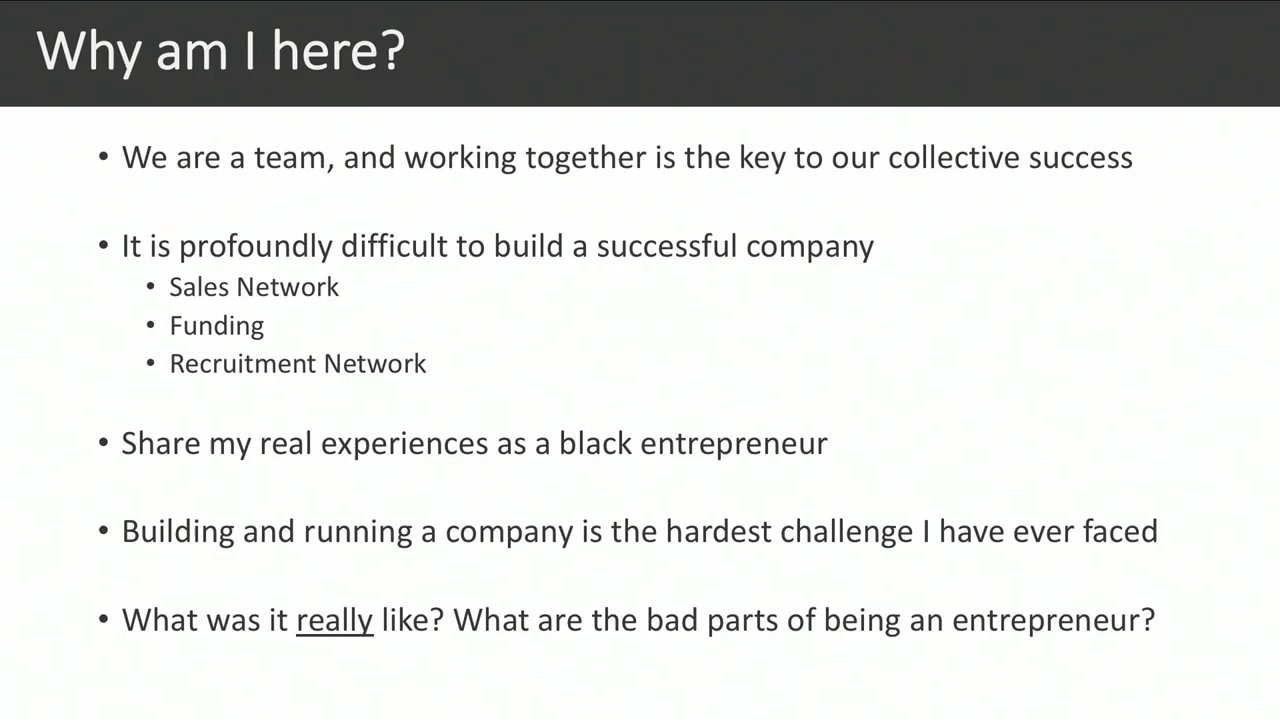 Why am I here?
• We are a team, and working together is the key to our collective success
• It is profoundly difficult to build a successful company
• Sales Network
• Funding
• Recruitment Network
• Share my real experiences as a black entrepreneur
• Building and running a company is the hardest challenge I have ever faced
• What was it really like? What are the bad parts of being an entrepreneur?